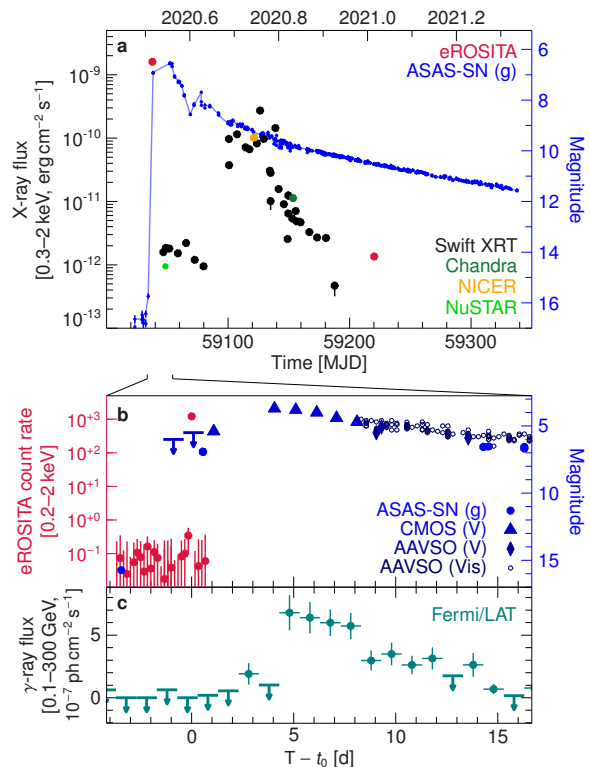 2020.6 2020.8 2021.0 2021.2
a
eROSITA
ASAS-SN (g)
10⁻⁹
10⁻¹⁰
10⁻¹¹
10⁻¹²
10⁻¹³
X-ray flux
[0.3–2 keV, erg cm⁻² s⁻¹]
6
8
10
12
14
16
Magnitude
Swift XRT
Chandra
NICER
NuSTAR
59100 59200 59300
Time [MJD]
b
10⁺³
10⁺²
10⁺¹
10⁺⁰
10⁻¹
eROSITA count rate
[0.2–2 keV]
5
10
15
Magnitude
ASAS-SN (g)
CMOS (V)
AAVSO (V)
AAVSO (Vis)
c
Fermi/LAT
5
0
γ-ray flux
[0.1–300 GeV,
10⁻⁷ ph cm⁻² s⁻¹]
0 5 10 15
T − t₀ [d]